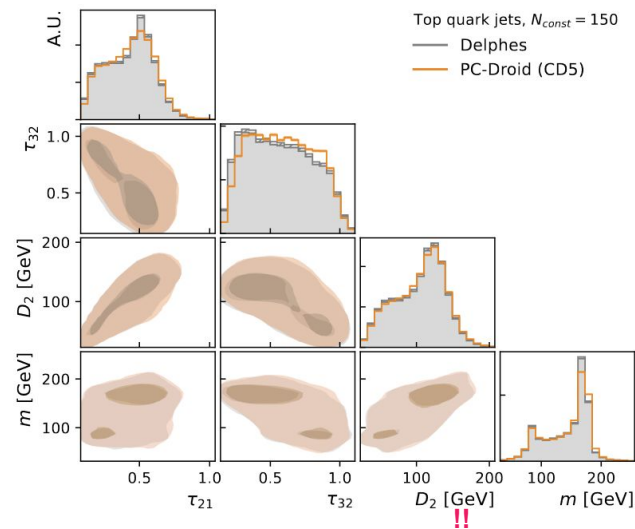 A.U.
Top quark jets, N_const = 150
Delphes
PC-Droid (CD5)
τ₃₂
1.0
0.5
D₂ [GeV]
200
100
m [GeV]
200
100
0.5 1.0 0.5 1.0 100 200 100 200
τ₂₁ τ₃₂ D₂ [GeV] m [GeV]
!!